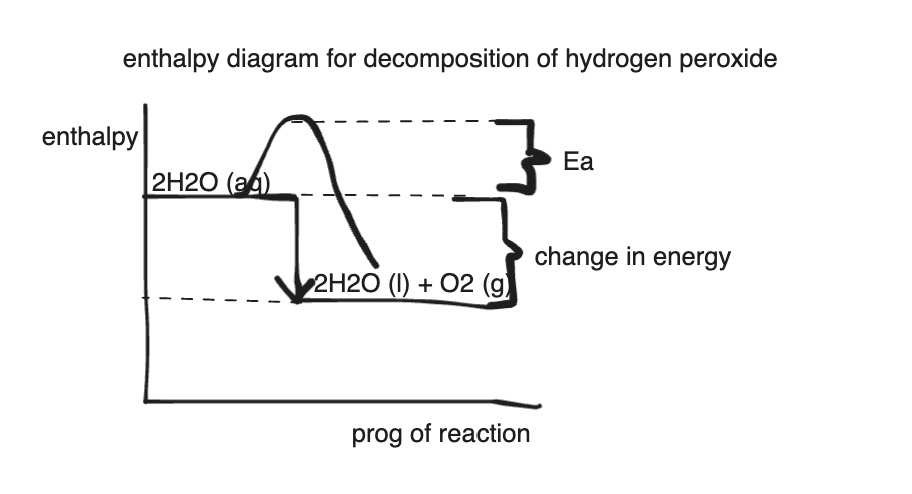 enthalpy diagram for decomposition of hydrogen peroxide
enthalpy
Ea
2H2O (aq)
change in energy
2H2O (l) + O2 (g)
prog of reaction